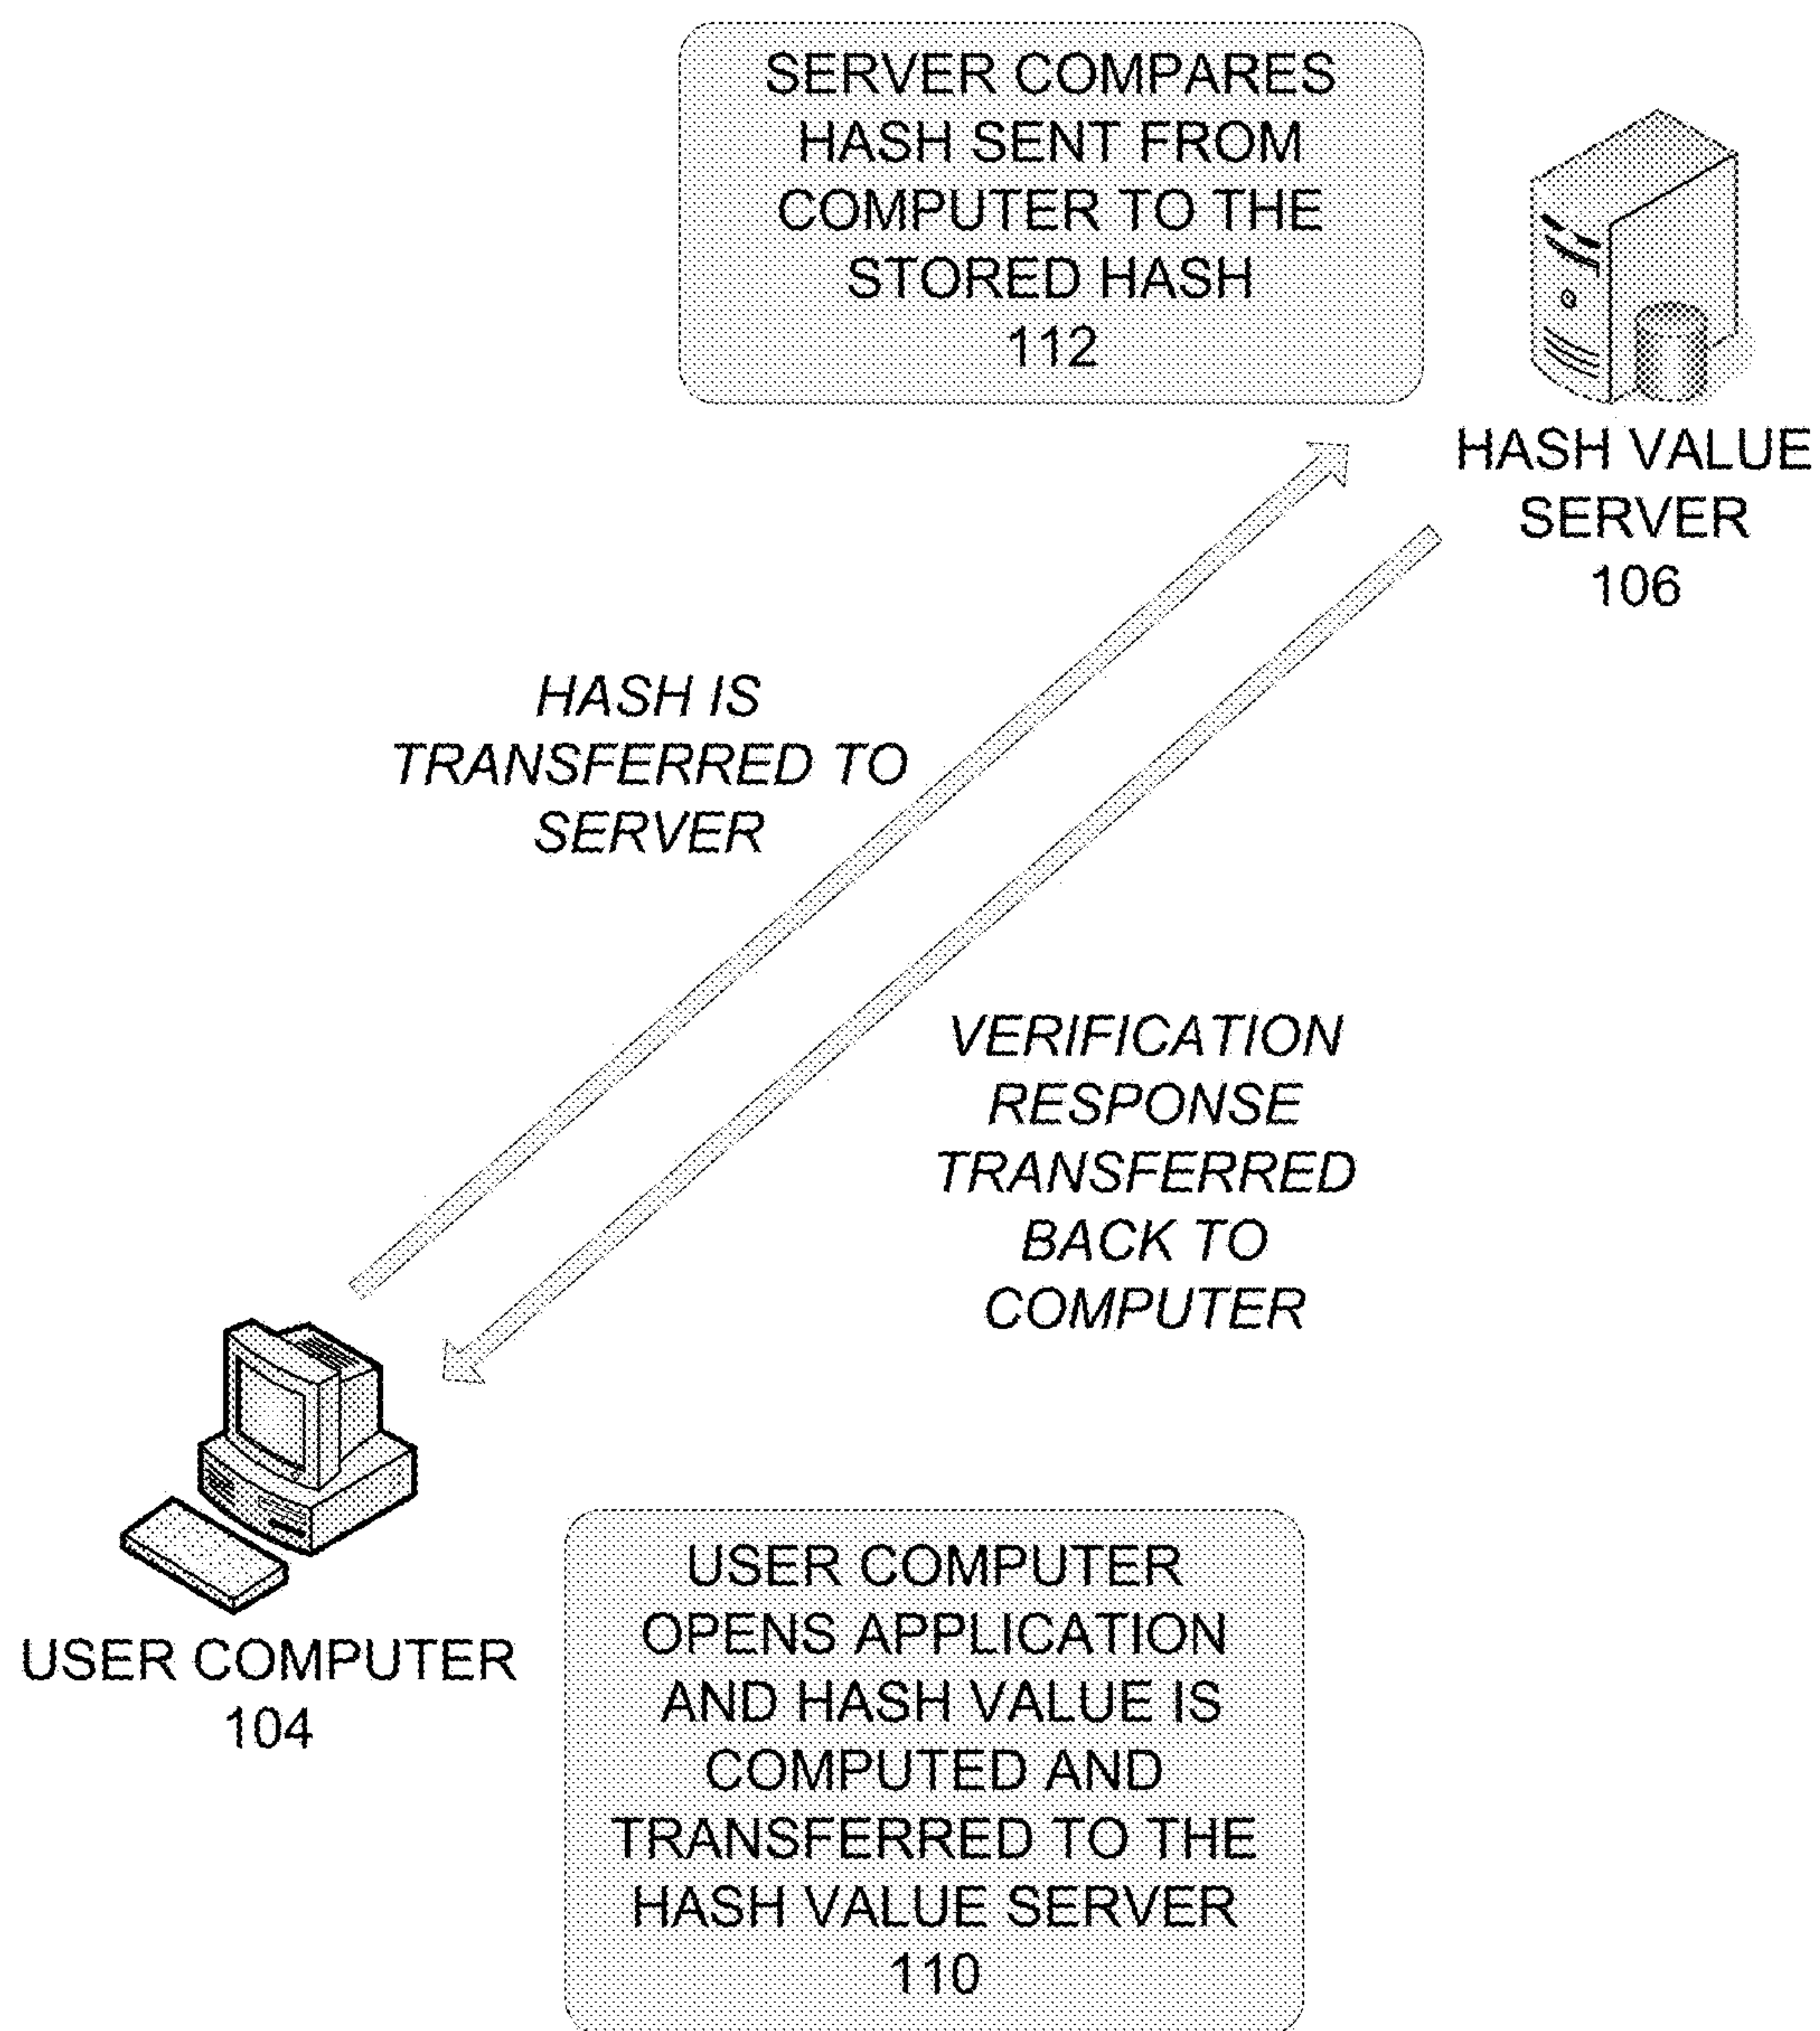 SERVER COMPARES
HASH SENT FROM
COMPUTER TO THE
STORED HASH
112
HASH VALUE
SERVER
106
HASH IS
TRANSFERRED TO
SERVER
VERIFICATION
RESPONSE
TRANSFERRED
BACK TO
COMPUTER
USER COMPUTER
104
USER COMPUTER
OPENS APPLICATION
AND HASH VALUE IS
COMPUTED AND
TRANSFERRED TO THE
HASH VALUE SERVER
110